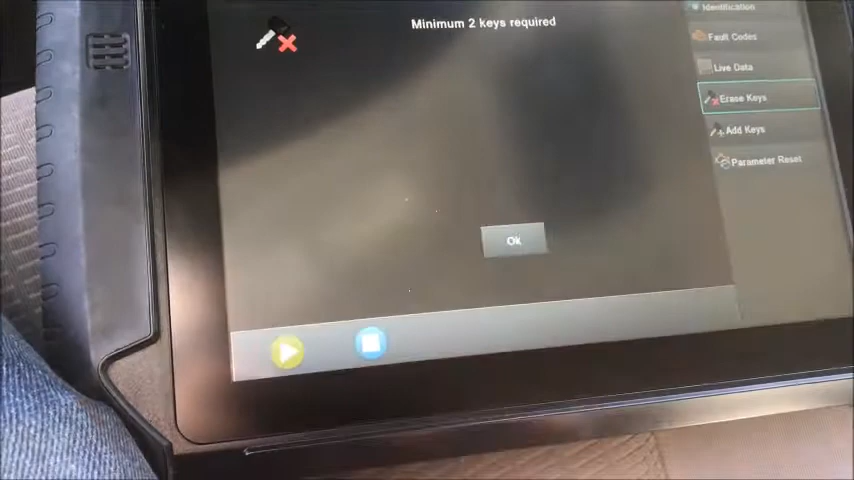 Minimum 2 keys required
Identification
Fault Codes
Live Data
Erase Keys
Add Keys
Parameter Reset
Ok